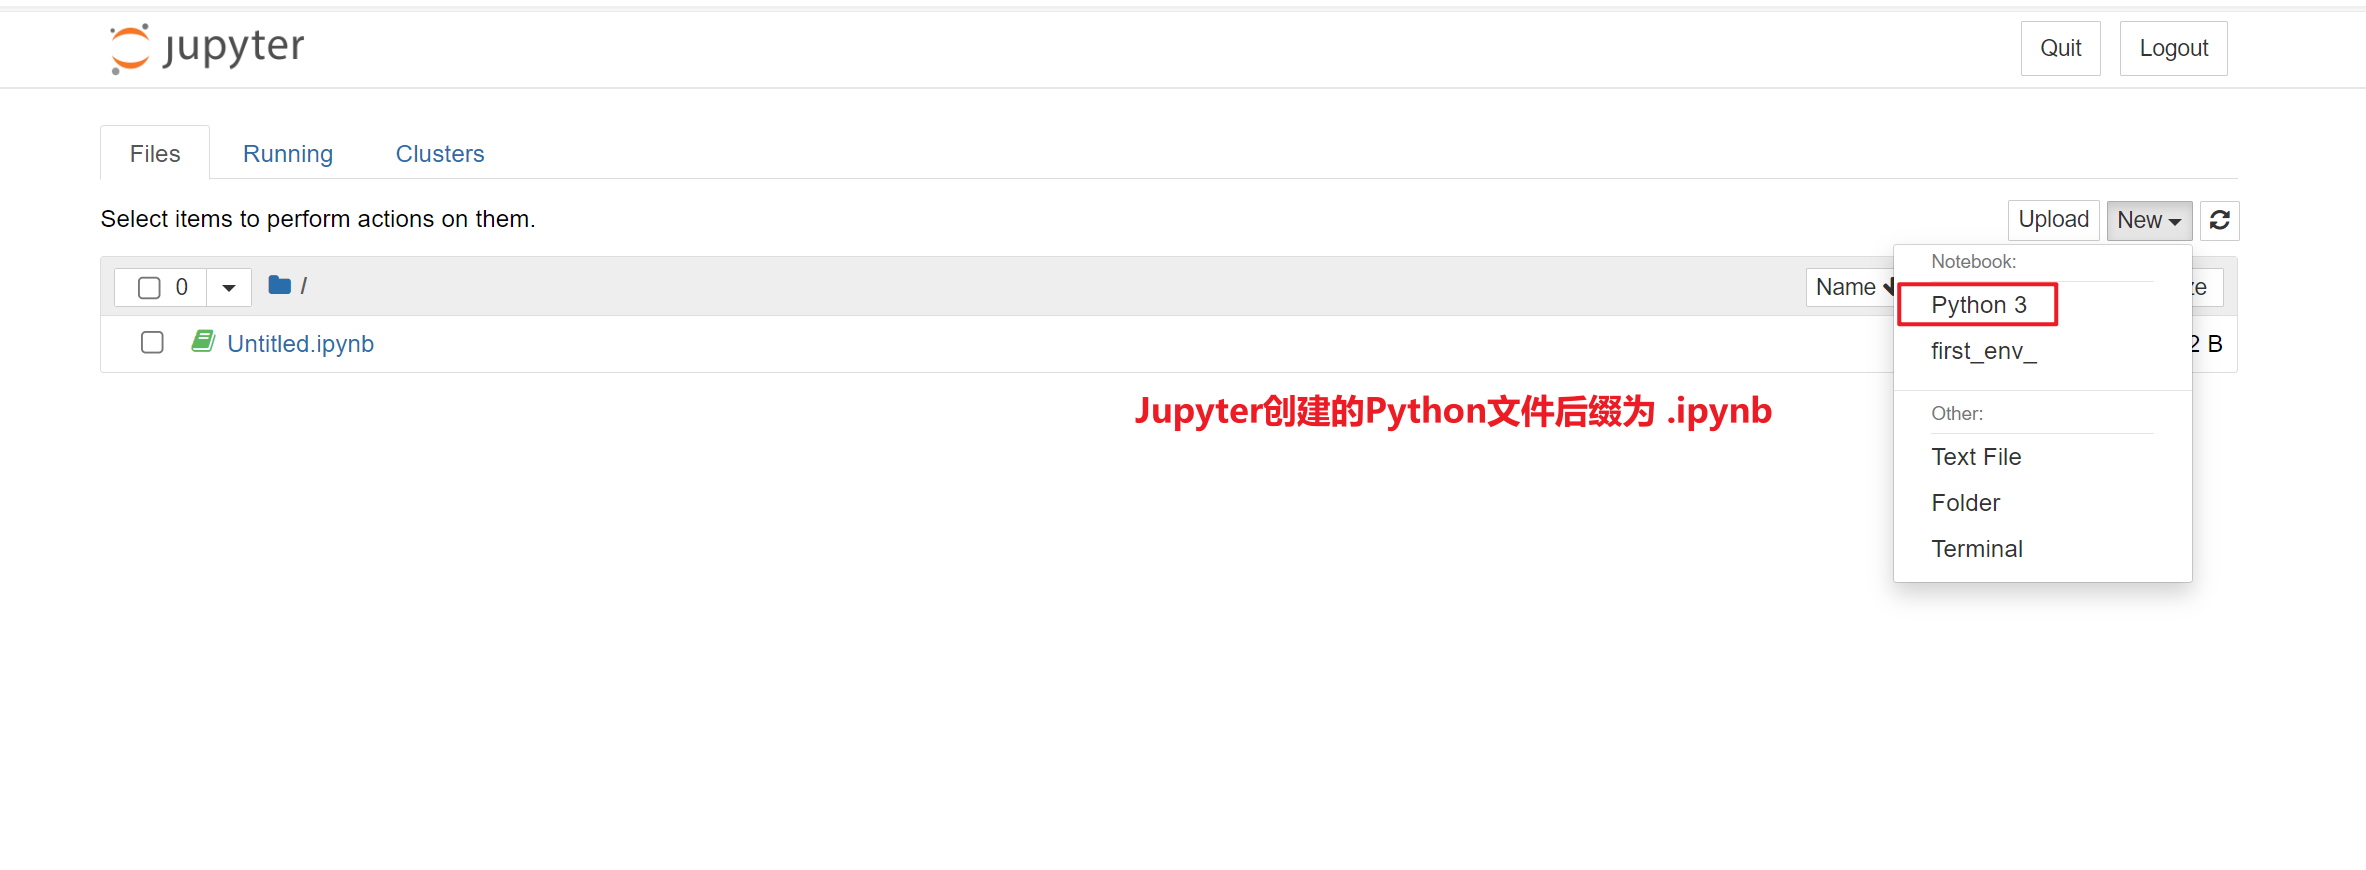 jupyter
Quit
Logout
Files
Running
Clusters
Select items to perform actions on them.
Upload
New
0
/
Name
Notebook:
Python 3
first_env_
Untitled.ipynb
2 B
Jupyter创建的Python文件后缀为 .ipynb
Other:
Text File
Folder
Terminal